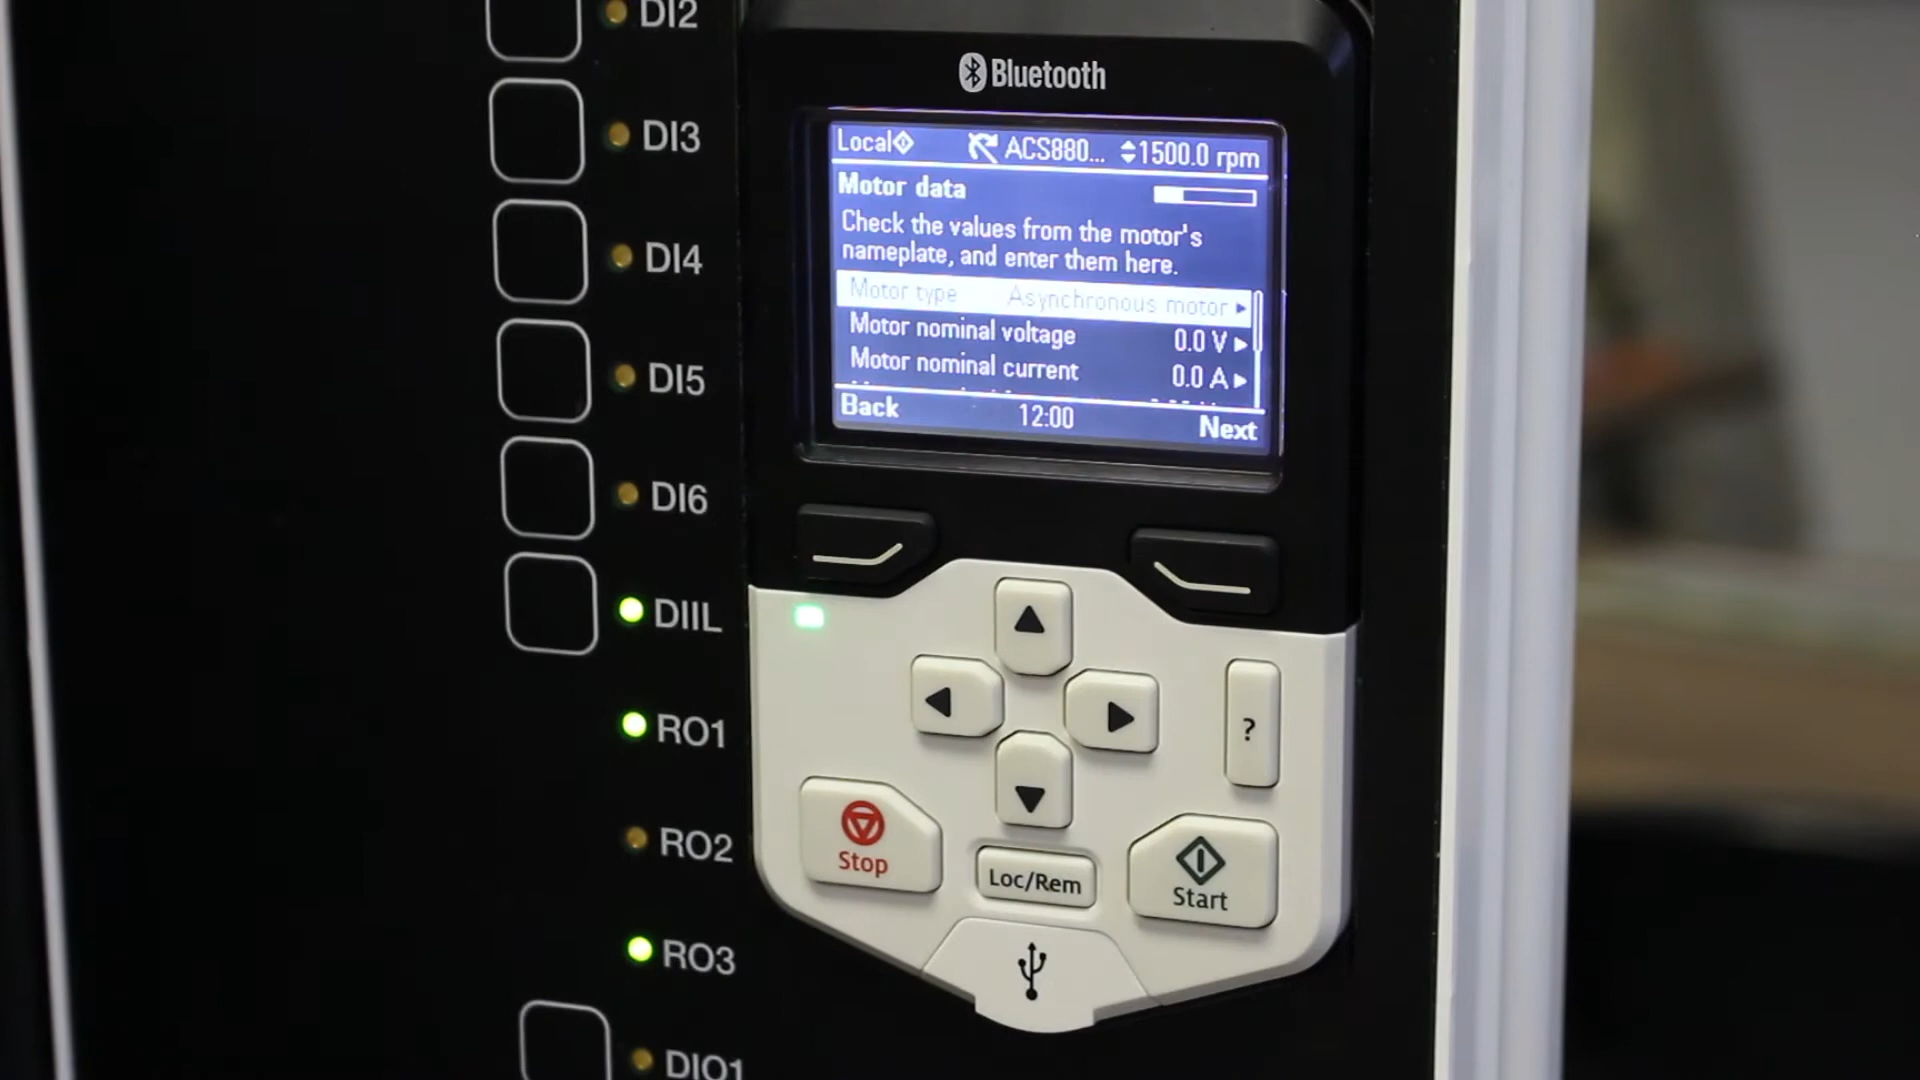 DI2
DI3
DI4
DI5
DI6
DIIL
RO1
RO2
RO3
DIO1
Bluetooth
Local ACS880... 1500.0 rpm
Motor data
Check the values from the motor's
nameplate, and enter them here.
Motor type Asynchronous motor
Motor nominal voltage 0.0 V
Motor nominal current 0.0 A
Back 12:00 Next
?
Stop
Loc/Rem
Start